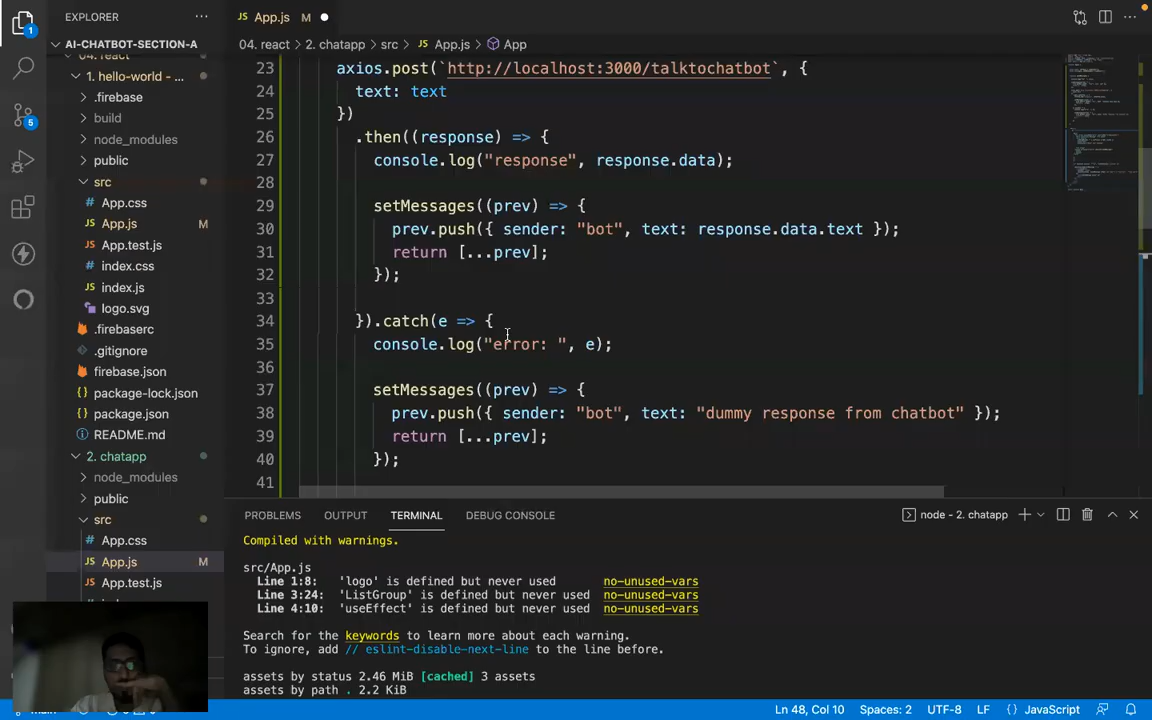 EXPLORER
AI-CHATBOT-SECTION-A
04. react
1. hello-world - ...
.firebase
build
node_modules
public
src
App.css
App.js M
App.test.js
index.css
index.js
logo.svg
.firebaserc
.gitignore
firebase.json
package-lock.json
package.json
README.md
2. chatapp
node_modules
public
src
App.css
App.js M
App.test.js
1
5
App.js M
04. react > 2. chatapp > src > App.js > App
23 axios.post(`http://localhost:3000/talktochatbot`, {
24 text: text
25 })
26 .then((response) => {
27 console.log("response", response.data);
28
29 setMessages((prev) => {
30 prev.push({ sender: "bot", text: response.data.text });
31 return [...prev];
32 });
33
34 }).catch(e => {
35 console.log("error: ", e);
36
37 setMessages((prev) => {
38 prev.push({ sender: "bot", text: "dummy response from chatbot" });
39 return [...prev];
40 });
41
PROBLEMS OUTPUT TERMINAL DEBUG CONSOLE node - 2. chatapp
Compiled with warnings.
src/App.js
Line 1:8: 'logo' is defined but never used no-unused-vars
Line 3:24: 'ListGroup' is defined but never used no-unused-vars
Line 4:10: 'useEffect' is defined but never used no-unused-vars
Search for the keywords to learn more about each warning.
To ignore, add // eslint-disable-next-line to the line before.
assets by status 2.46 MiB [cached] 3 assets
assets by path . 2.2 KiB
Ln 48, Col 10 Spaces: 2 UTF-8 LF {} JavaScript